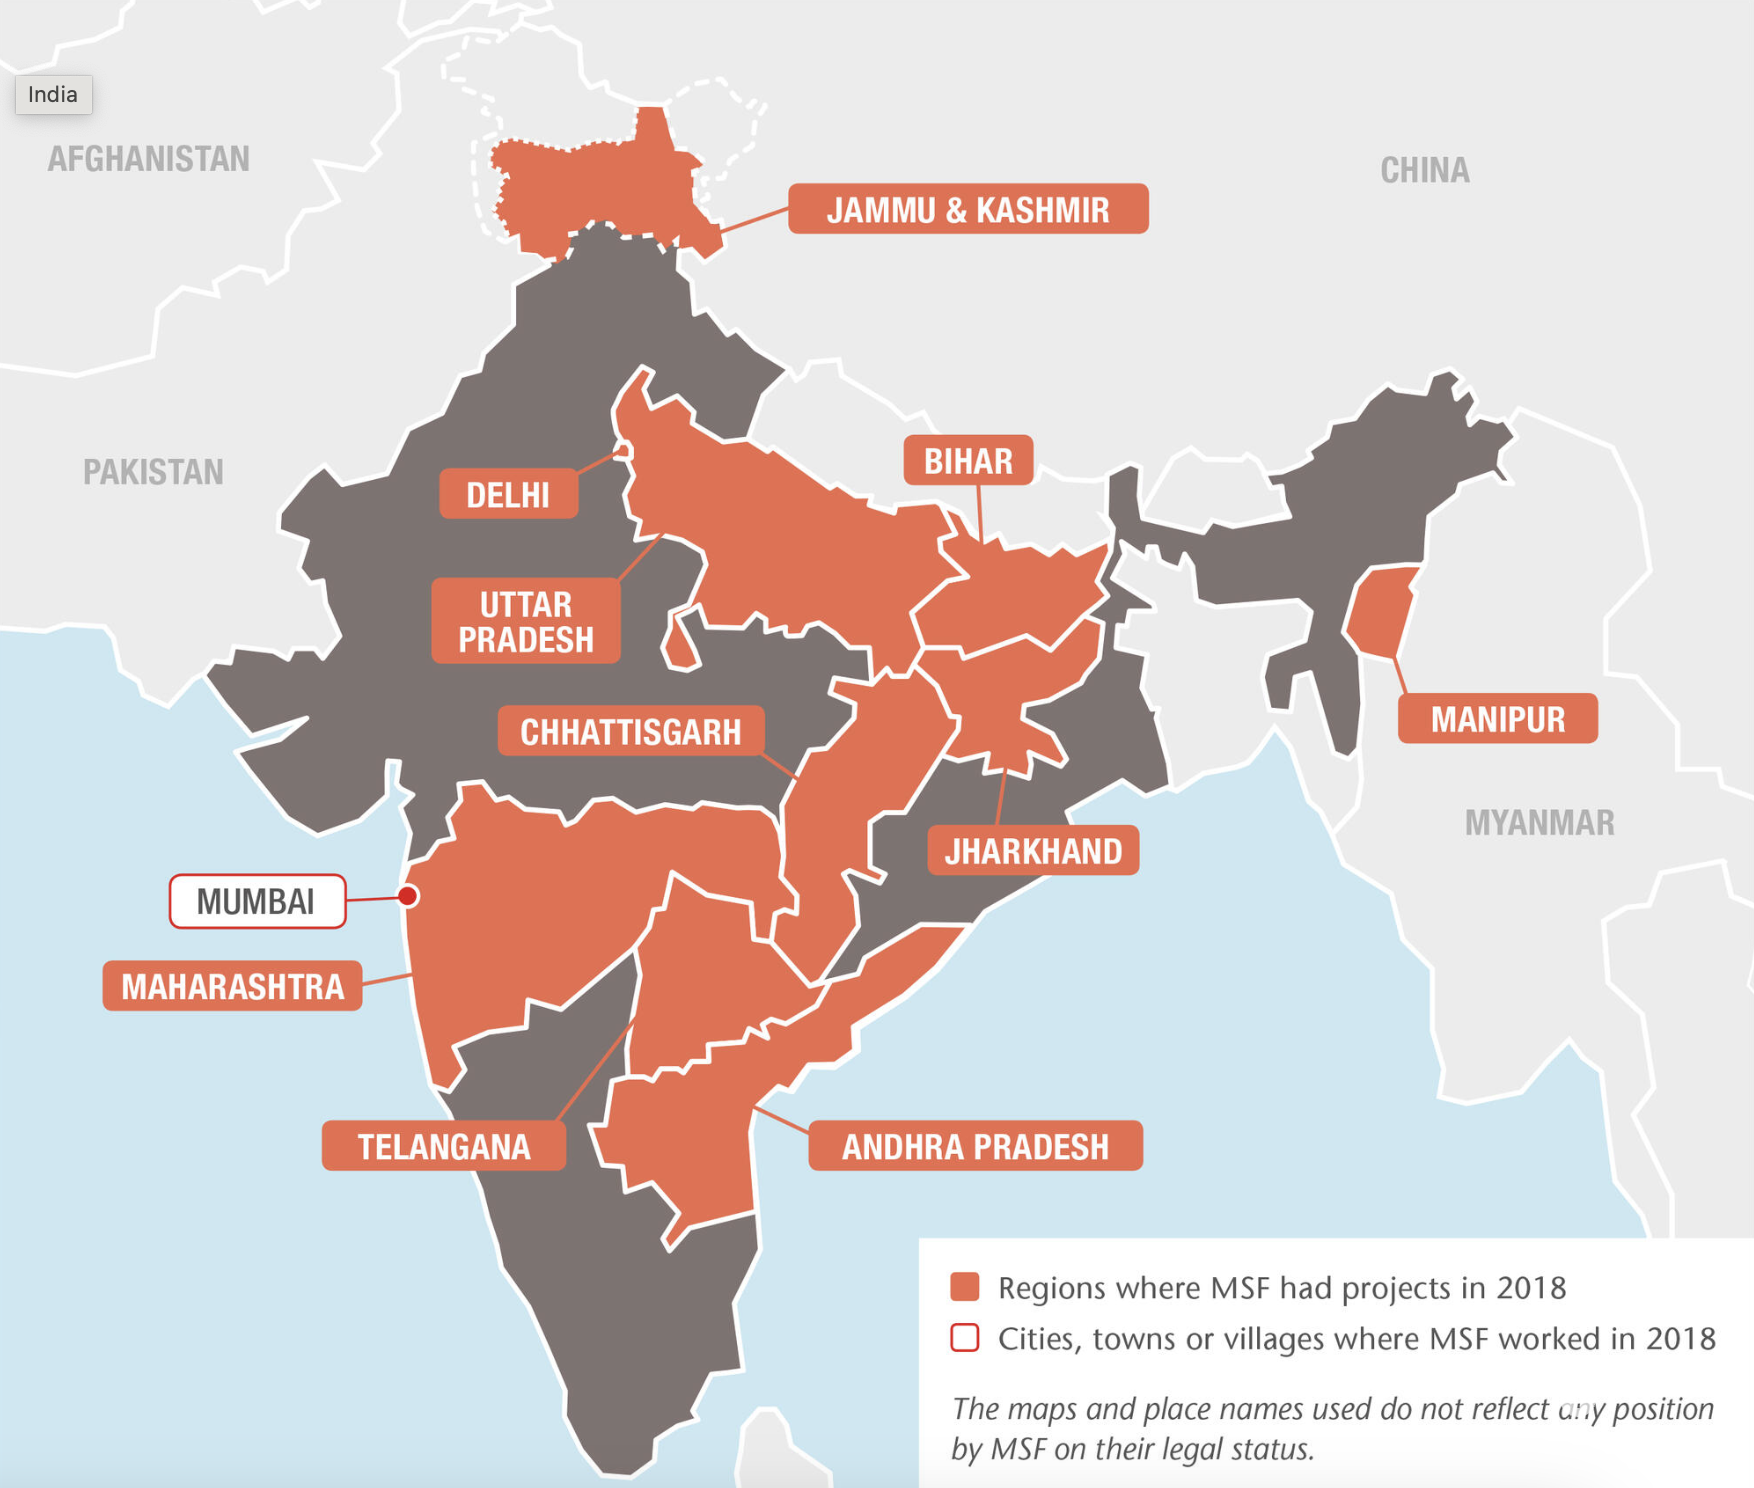 India
AFGHANISTAN
CHINA
JAMMU & KASHMIR
PAKISTAN
DELHI
BIHAR
UTTAR
PRADESH
CHHATTISGARH
MANIPUR
MYANMAR
JHARKHAND
MUMBAI
MAHARASHTRA
TELANGANA
ANDHRA PRADESH
Regions where MSF had projects in 2018
Cities, towns or villages where MSF worked in 2018
The maps and place names used do not reflect any position
by MSF on their legal status.